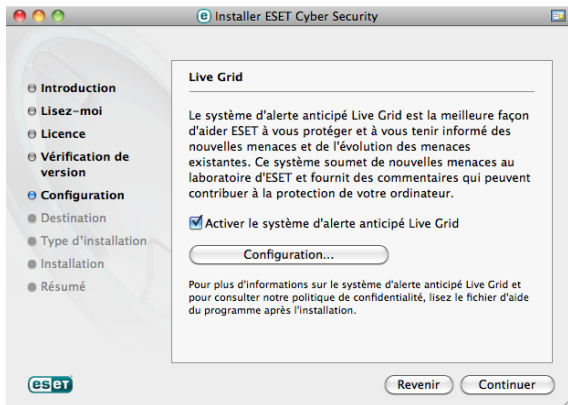 Installer ESET Cyber Security
Introduction
Lisez-moi
Licence
Vérification de
version
Configuration
Destination
Type d'installation
Installation
Résumé
Live Grid
Le système d'alerte anticipé Live Grid est la meilleure façon
d'aider ESET à vous protéger et à vous tenir informé des
nouvelles menaces et de l'évolution des menaces
existantes. Ce système soumet de nouvelles menaces au
laboratoire d'ESET et fournit des commentaires qui peuvent
contribuer à la protection de votre ordinateur.
Activer le système d'alerte anticipé Live Grid
Configuration...
Pour plus d'informations sur le système d'alerte anticipé Live Grid et
pour consulter notre politique de confidentialité, lisez le fichier d'aide
du programme après l'installation.
eseT
Revenir
Continuer